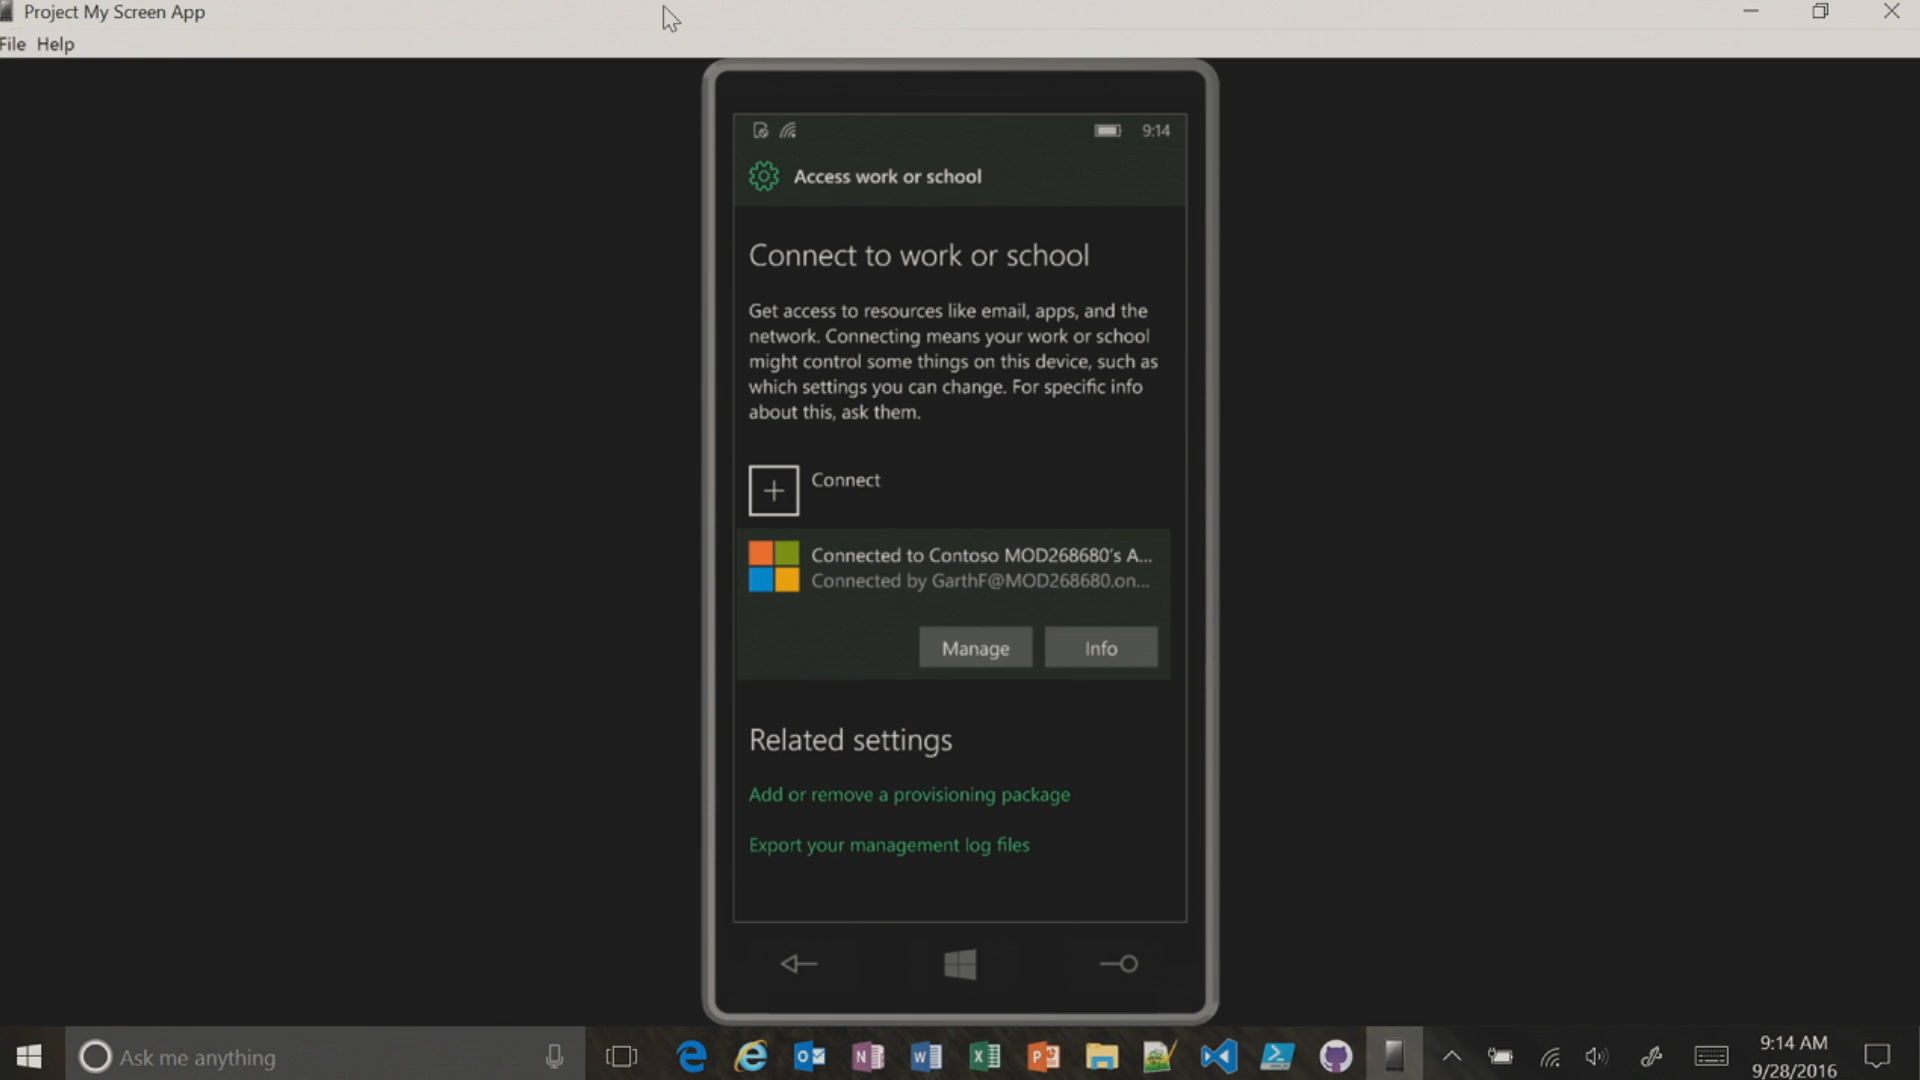 Project My Screen App
File Help
9:14
Access work or school
Connect to work or school
Get access to resources like email, apps, and the
network. Connecting means your work or school
might control some things on this device, such as
which settings you can change. For specific info
about this, ask them.
Connect
Connected to Contoso MOD268680's A...
Connected by GarthF@MOD268680.on...
Manage Info
Related settings
Add or remove a provisioning package
Export your management log files
Ask me anything
9:14 AM
9/28/2016